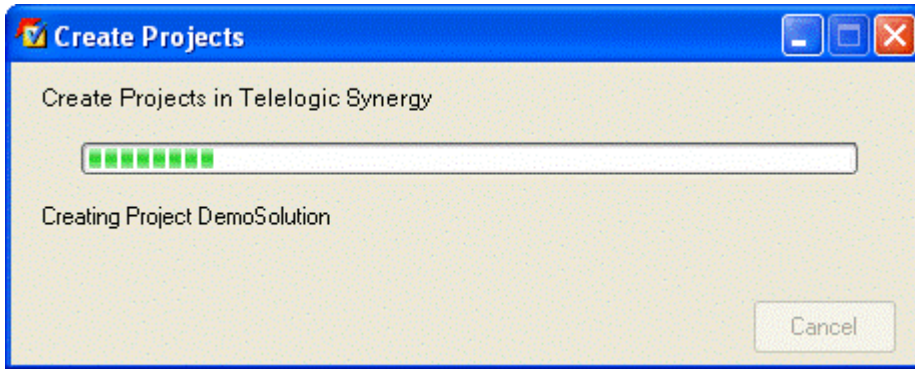 Create Projects
Create Projects in Telelogic Synergy
Creating Project DemoSolution
Cancel